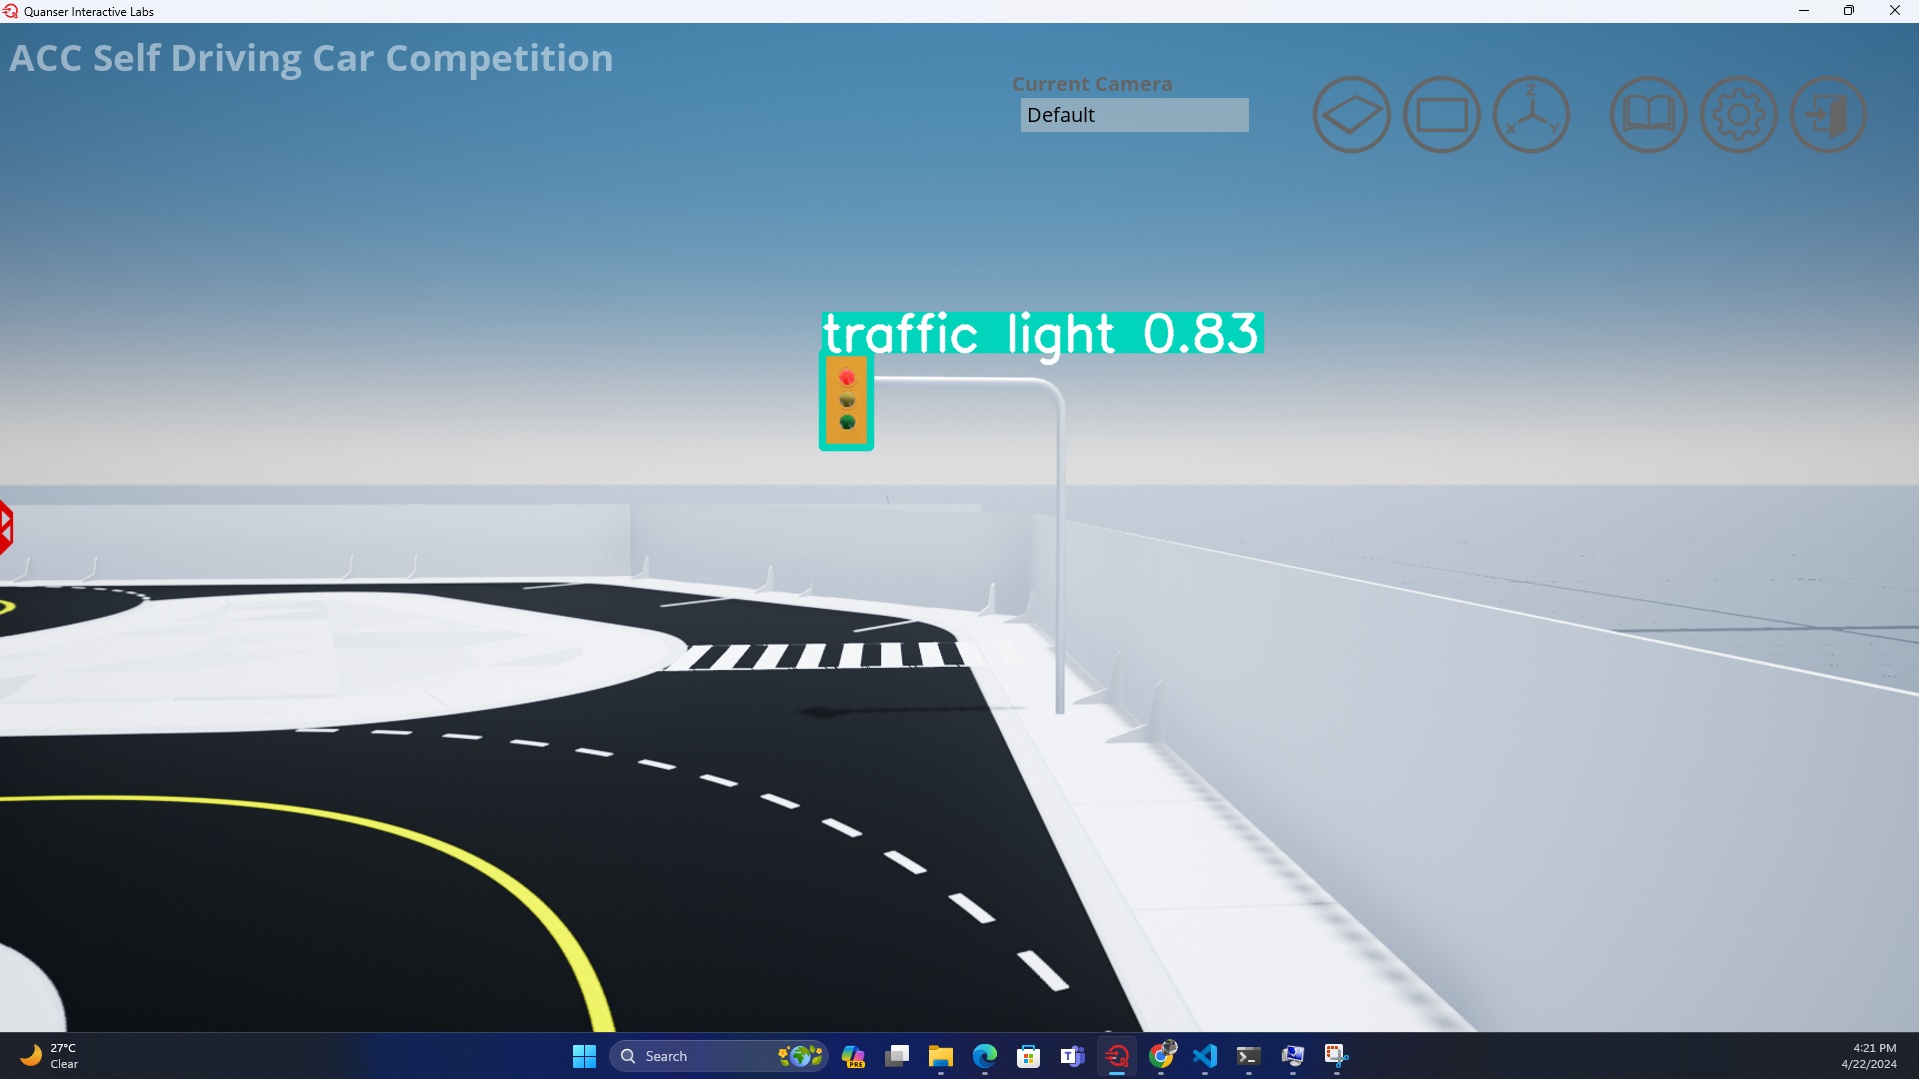 Quanser Interactive Labs
ACC Self Driving Car Competition
Current Camera
Default
Z
X
Y
traffic light 0.83
27°C
Clear
Search
PRE
4:21 PM
4/22/2024